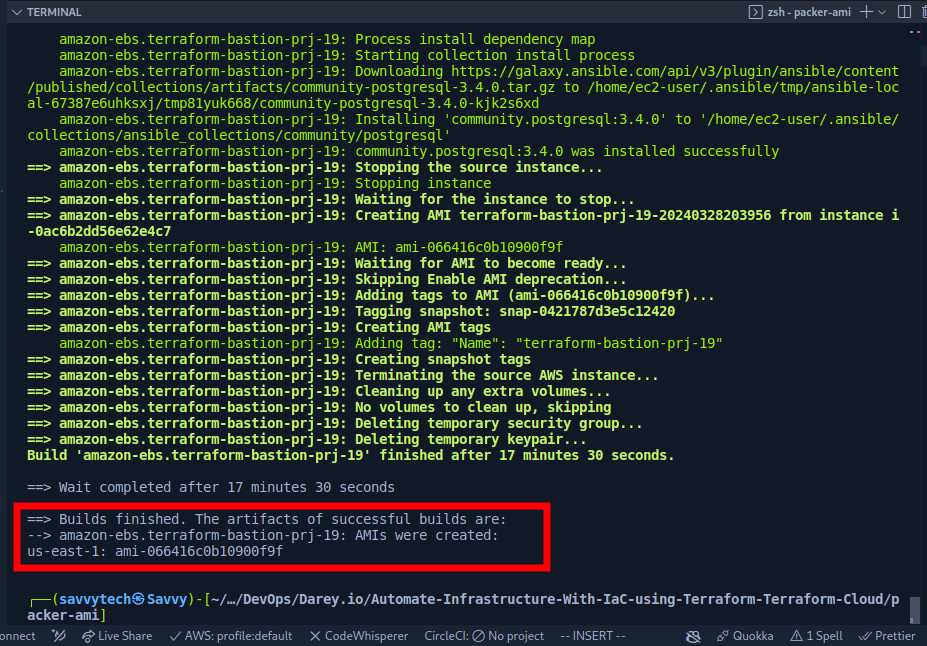 TERMINAL
zsh - packer-ami
amazon-ebs.terraform-bastion-prj-19: Process install dependency map
amazon-ebs.terraform-bastion-prj-19: Starting collection install process
amazon-ebs.terraform-bastion-prj-19: Downloading https://galaxy.ansible.com/api/v3/plugin/ansible/content
/published/collections/artifacts/community-postgresql-3.4.0.tar.gz to /home/ec2-user/.ansible/tmp/ansible-loc
al-67387e6uhksxj/tmp81yuk668/community-postgresql-3.4.0-kjk2s6xd
amazon-ebs.terraform-bastion-prj-19: Installing 'community.postgresql:3.4.0' to '/home/ec2-user/.ansible/
collections/ansible_collections/community/postgresql'
amazon-ebs.terraform-bastion-prj-19: community.postgresql:3.4.0 was installed successfully
==> amazon-ebs.terraform-bastion-prj-19: Stopping the source instance...
amazon-ebs.terraform-bastion-prj-19: Stopping instance
==> amazon-ebs.terraform-bastion-prj-19: Waiting for the instance to stop...
==> amazon-ebs.terraform-bastion-prj-19: Creating AMI terraform-bastion-prj-19-20240328203956 from instance i
-0ac6b2dd56e62e4c7
amazon-ebs.terraform-bastion-prj-19: AMI: ami-066416c0b10900f9f
==> amazon-ebs.terraform-bastion-prj-19: Waiting for AMI to become ready...
==> amazon-ebs.terraform-bastion-prj-19: Skipping Enable AMI deprecation...
==> amazon-ebs.terraform-bastion-prj-19: Adding tags to AMI (ami-066416c0b10900f9f)...
==> amazon-ebs.terraform-bastion-prj-19: Tagging snapshot: snap-0421787d3e5c12420
==> amazon-ebs.terraform-bastion-prj-19: Creating AMI tags
amazon-ebs.terraform-bastion-prj-19: Adding tag: "Name": "terraform-bastion-prj-19"
==> amazon-ebs.terraform-bastion-prj-19: Creating snapshot tags
==> amazon-ebs.terraform-bastion-prj-19: Terminating the source AWS instance...
==> amazon-ebs.terraform-bastion-prj-19: Cleaning up any extra volumes...
==> amazon-ebs.terraform-bastion-prj-19: No volumes to clean up, skipping
==> amazon-ebs.terraform-bastion-prj-19: Deleting temporary security group...
==> amazon-ebs.terraform-bastion-prj-19: Deleting temporary keypair...
Build 'amazon-ebs.terraform-bastion-prj-19' finished after 17 minutes 30 seconds.
==> Wait completed after 17 minutes 30 seconds
==> Builds finished. The artifacts of successful builds are:
--> amazon-ebs.terraform-bastion-prj-19: AMIs were created:
us-east-1: ami-066416c0b10900f9f
┌──(savvytech㉿Savvy)-[~/…/DevOps/Darey.io/Automate-Infrastructure-With-IaC-using-Terraform-Terraform-Cloud/p
acker-ami]
onnect Live Share AWS: profile:default CodeWhisperer CircleCI: No project -- INSERT -- Quokka 1 Spell Prettier